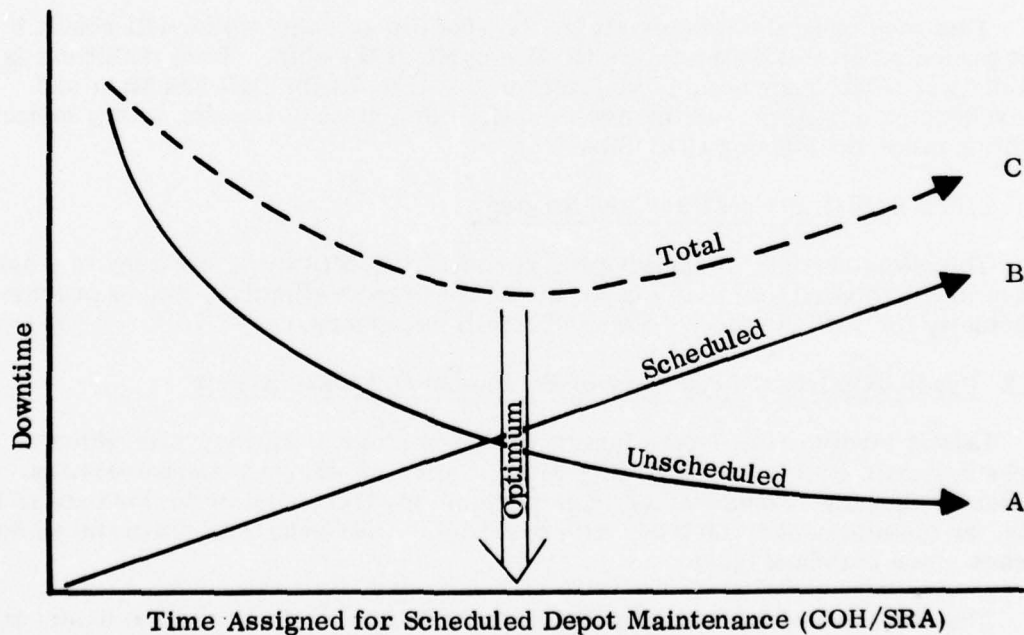 C
Total
B
Scheduled
Downtime
Optimum
Unscheduled
A
Time Assigned for Scheduled Depot Maintenance (COH/SRA)